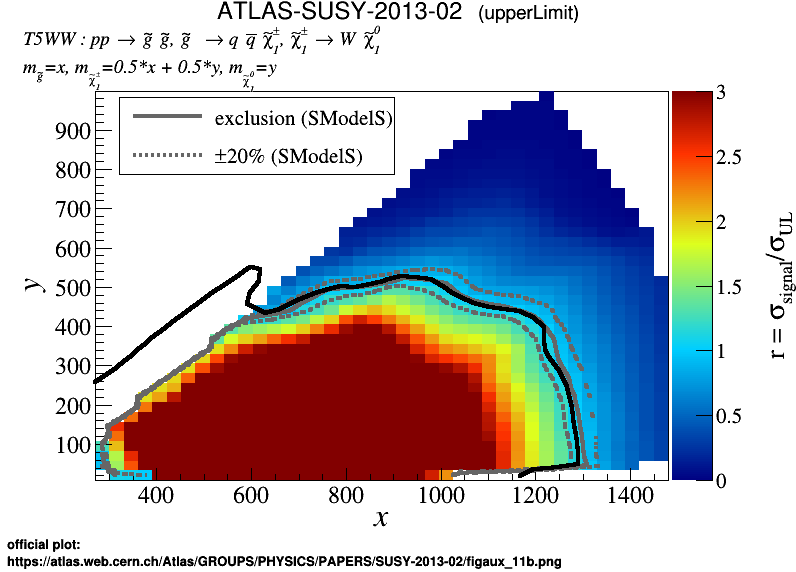 ATLAS-SUSY-2013-02 (upperLimit)
T5WW : pp → g̃ g̃, g̃ → q q̅ χ̃₁±, χ̃₁± → W χ̃₁⁰
m_g̃=x, m_χ̃₁±=0.5*x + 0.5*y, m_χ̃₁⁰=y
exclusion (SModelS)
±20% (SModelS)
900
800
700
600
500
400
300
200
100
y
400
600
800
1000
1200
1400
x
3
2.5
2
1.5
1
0.5
0
r = σsignal/σUL
official plot:
https://atlas.web.cern.ch/Atlas/GROUPS/PHYSICS/PAPERS/SUSY-2013-02/figaux_11b.png